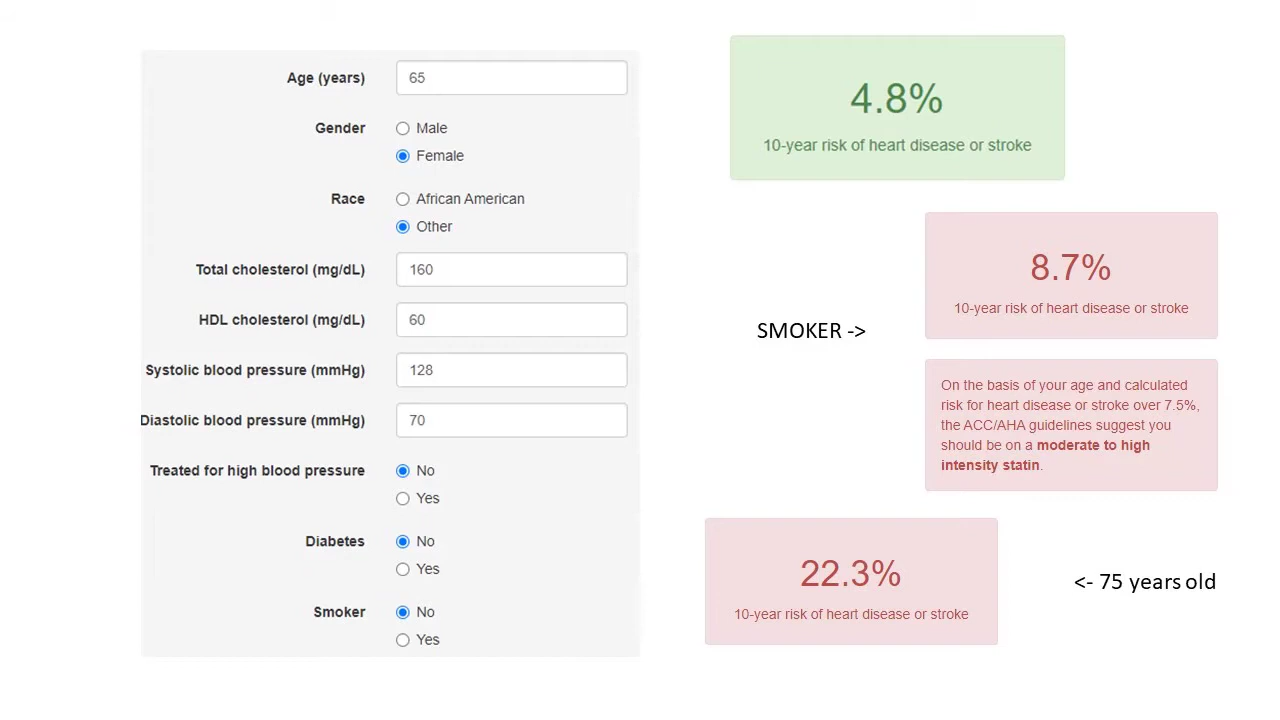 Age (years) 65
Gender Male
Female
Race African American
Other
Total cholesterol (mg/dL) 160
HDL cholesterol (mg/dL) 60
Systolic blood pressure (mmHg) 128
Diastolic blood pressure (mmHg) 70
Treated for high blood pressure No
Yes
Diabetes No
Yes
Smoker No
Yes
4.8%
10-year risk of heart disease or stroke
SMOKER ->
8.7%
10-year risk of heart disease or stroke
On the basis of your age and calculated
risk for heart disease or stroke over 7.5%,
the ACC/AHA guidelines suggest you
should be on a moderate to high
intensity statin.
22.3%
10-year risk of heart disease or stroke
<- 75 years old